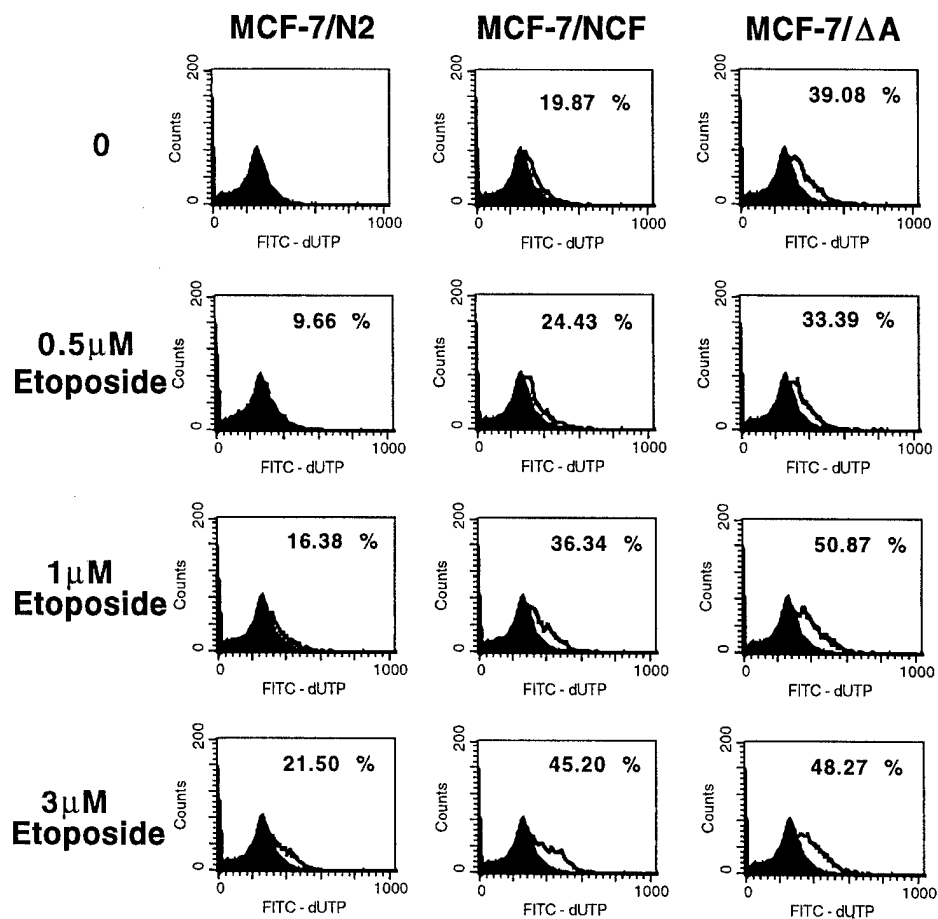 MCF-7/N2 MCF-7/NCF MCF-7/ΔA
0
200
Counts
0
0 1000
FITC - dUTP
200
19.87 %
Counts
0
0 1000
FITC - dUTP
200
39.08 %
Counts
0
0 1000
FITC - dUTP
0.5μM
Etoposide
200
9.66 %
Counts
0
0 1000
FITC - dUTP
200
24.43 %
Counts
0
0 1000
FITC - dUTP
200
33.39 %
Counts
0
0 1000
FITC - dUTP
1μM
Etoposide
200
16.38 %
Counts
0
0 1000
FITC - dUTP
200
36.34 %
Counts
0
0 1000
FITC - dUTP
200
50.87 %
Counts
0
0 1000
FITC - dUTP
3μM
Etoposide
200
21.50 %
Counts
0
0 1000
FITC - dUTP
200
45.20 %
Counts
0
0 1000
FITC - dUTP
200
48.27 %
Counts
0
0 1000
FITC - dUTP